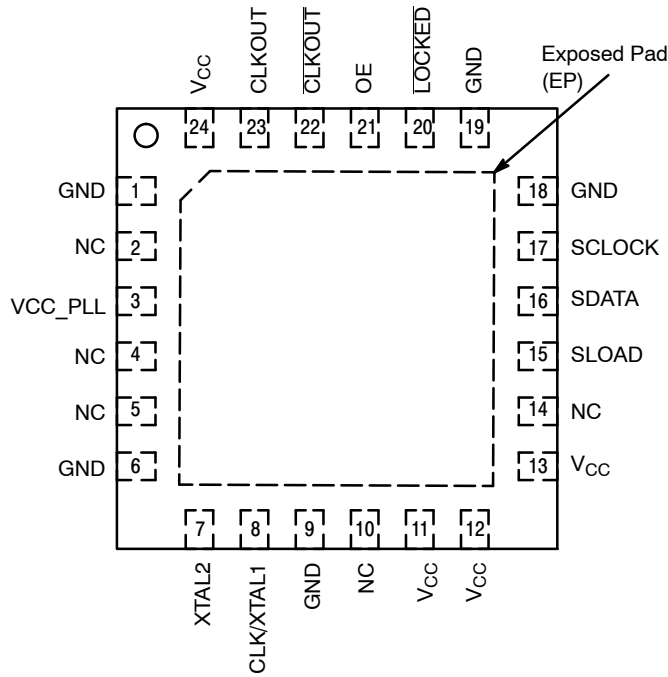 VCC
CLKOUT
CLKOUT
OE
LOCKED
GND
Exposed Pad
(EP)
24
23
22
21
20
19
GND
1
18
GND
NC
2
17
SCLOCK
VCC_PLL
3
16
SDATA
NC
4
15
SLOAD
NC
5
14
NC
GND
6
13
VCC
7
8
9
10
11
12
XTAL2
CLK/XTAL1
GND
NC
VCC
VCC